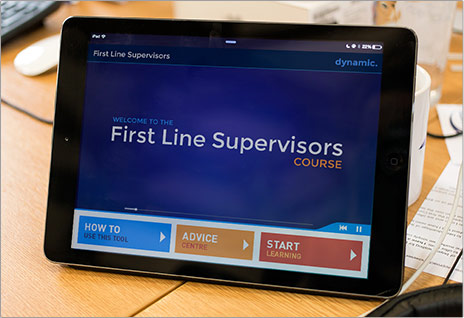 iPad
22%
First Line Supervisors
dynamic.
WELCOME TO THE
First Line Supervisors
COURSE
HOW TO
USE THIS TOOL
ADVICE
CENTRE
START
LEARNING